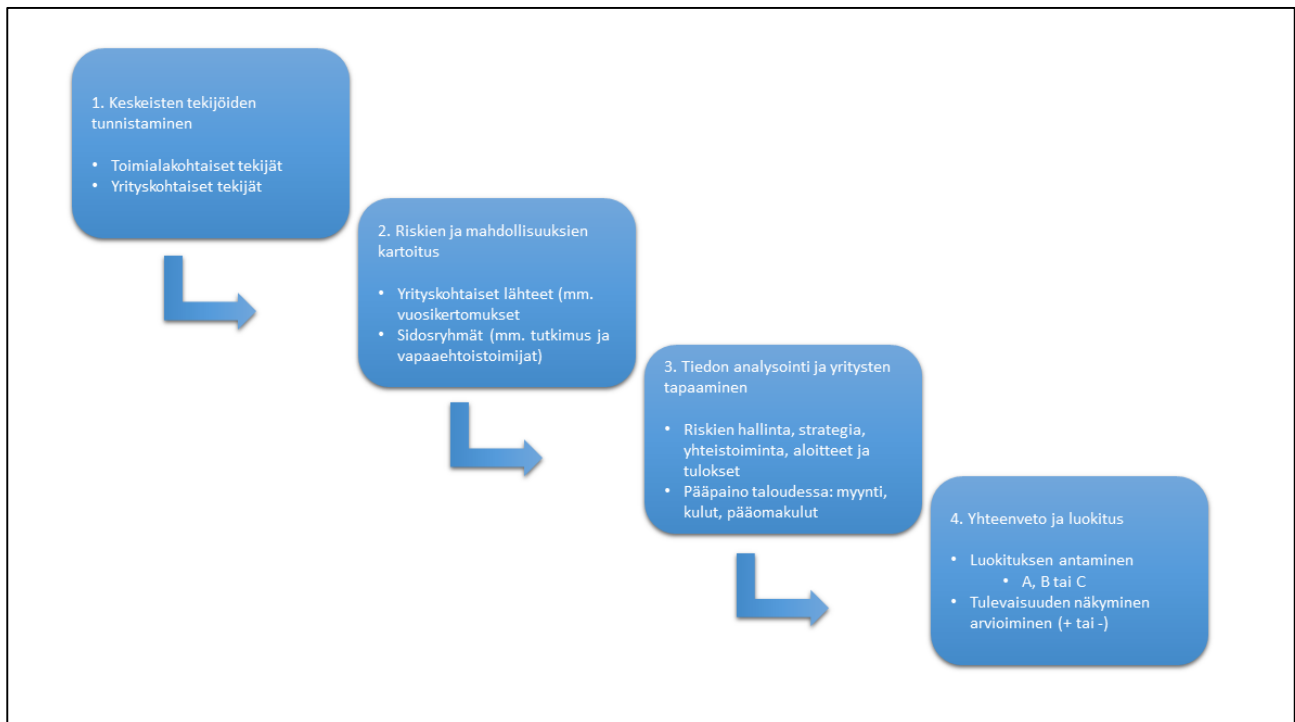 1. Keskeisten tekijöiden
tunnistaminen
• Toimialakohtaiset tekijät
• Yrityskohtaiset tekijät
2. Riskien ja mahdollisuuksien
kartoitus
• Yrityskohtaiset lähteet (mm.
vuosikertomukset
• Sidosryhmät (mm. tutkimus ja
vapaaehtoistoimijat)
3. Tiedon analysointi ja yritysten
tapaaminen
• Riskien hallinta, strategia,
yhteistoiminta, aloitteet ja
tulokset
• Pääpaino taloudessa: myynti,
kulut, pääomakulut
4. Yhteenveto ja luokitus
• Luokituksen antaminen
• A, B tai C
• Tulevaisuuden näkyminen
arvioiminen (+ tai -)